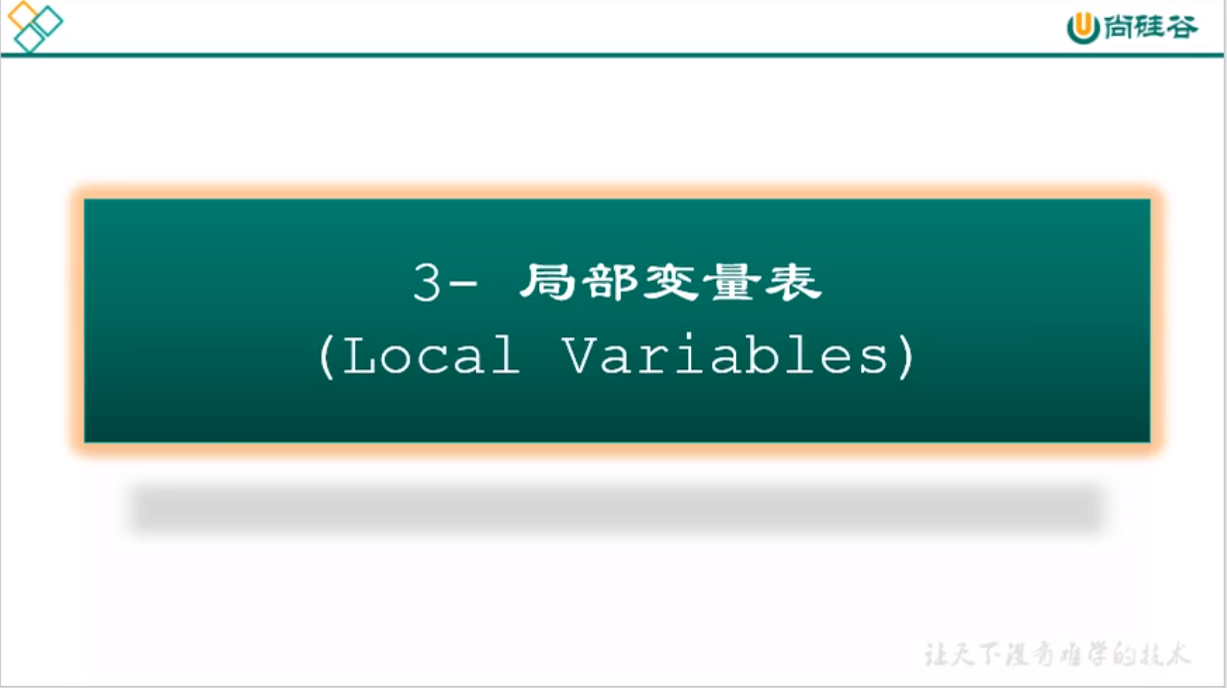 尚硅谷
3- 局部变量表
(Local Variables)
让天下没有难学的技术